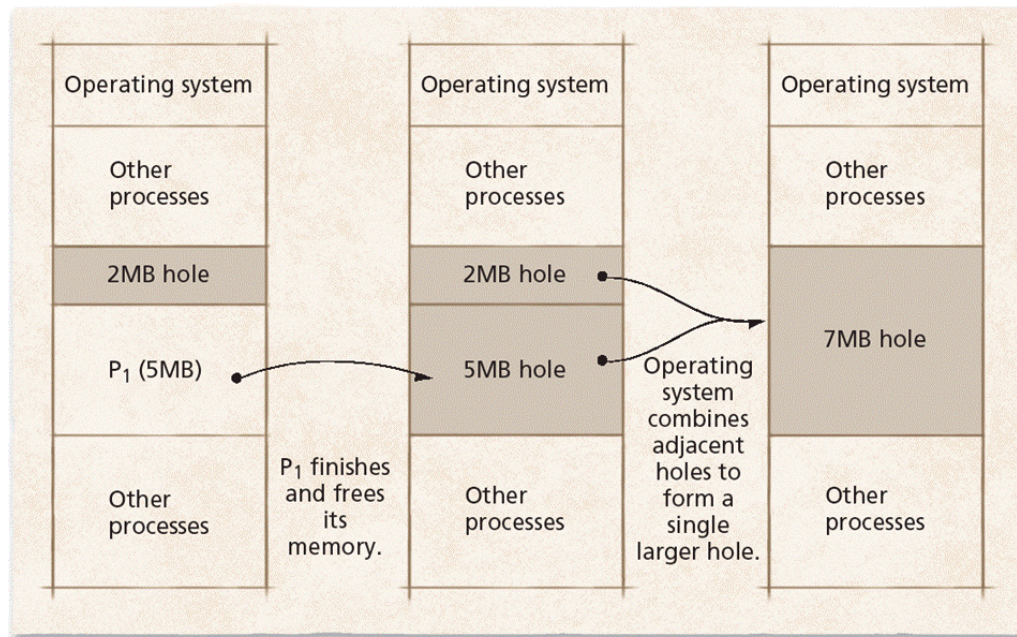 Operating system
Other
processes
2MB hole
P₁ (5MB)
Other
processes
P₁ finishes
and frees
its
memory.
Operating system
Other
processes
2MB hole
5MB hole
Other
processes
Operating
system
combines
adjacent
holes to
form a
single
larger hole.
Operating system
Other
processes
7MB hole
Other
processes